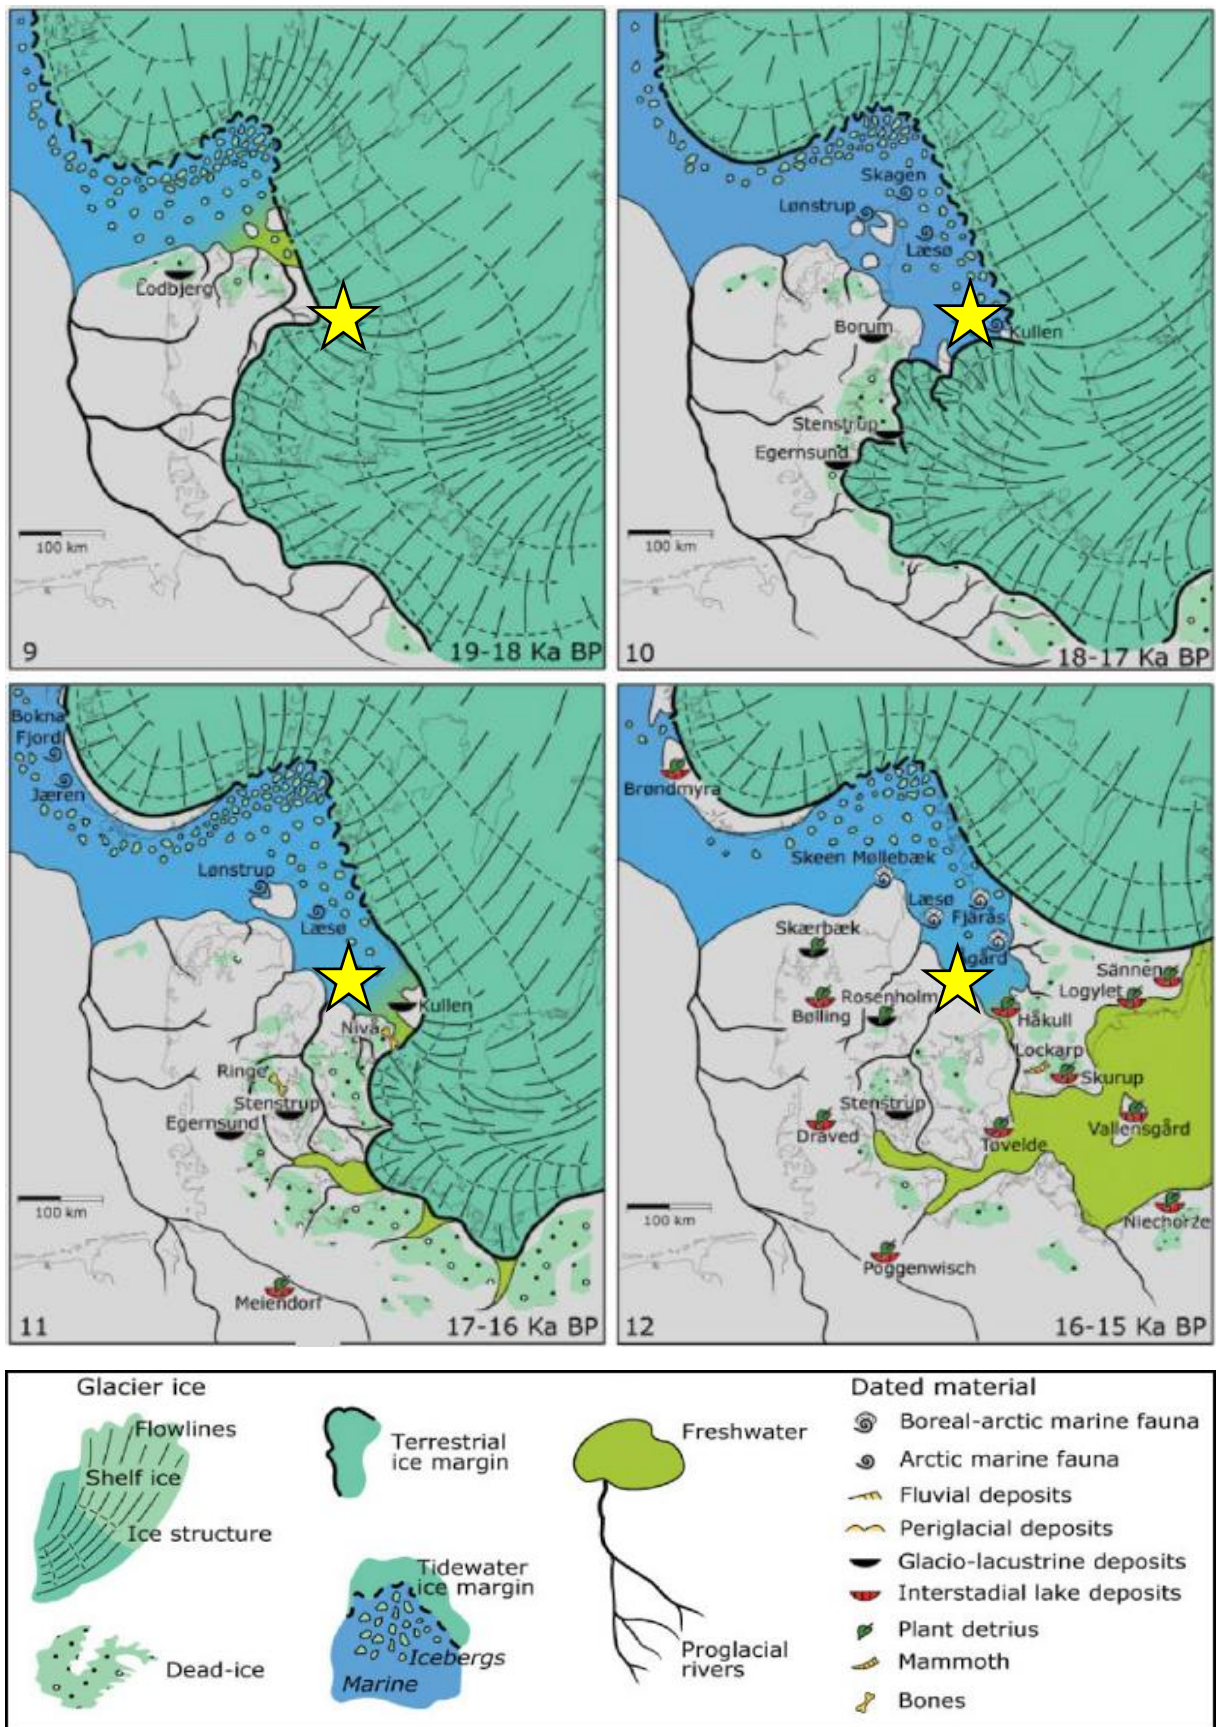 Lodbjerg
100 km
9
19-18 Ka BP
Skagen
Lønstrup
Læsø
Borum
Kullen
Stenstrup
Egernsund
100 km
10
18-17 Ka BP
Bokna
Fjord
Jæren
Lønstrup
Læsø
Kullen
Nivå
Ringe
Stenstrup
Egernsund
100 km
Meiendorf
11
17-16 Ka BP
Brøndmyra
Skeen Møllebæk
Læsø
Fjärås
Skærbæk
Sännen
Rosenholm
Logylet
Bølling
Håkull
Lockarp
Skurup
Stenstrup
Vallensgård
Draved
Tøvelde
100 km
Niechorze
Poggenwisch
12
16-15 Ka BP
Glacier ice
Flowlines
Shelf ice
Ice structure
Dead-ice
Terrestrial
ice margin
Tidewater
ice margin
Icebergs
Marine
Freshwater
Proglacial
rivers
Dated material
Boreal-arctic marine fauna
Arctic marine fauna
Fluvial deposits
Periglacial deposits
Glacio-lacustrine deposits
Interstadial lake deposits
Plant detrius
Mammoth
Bones